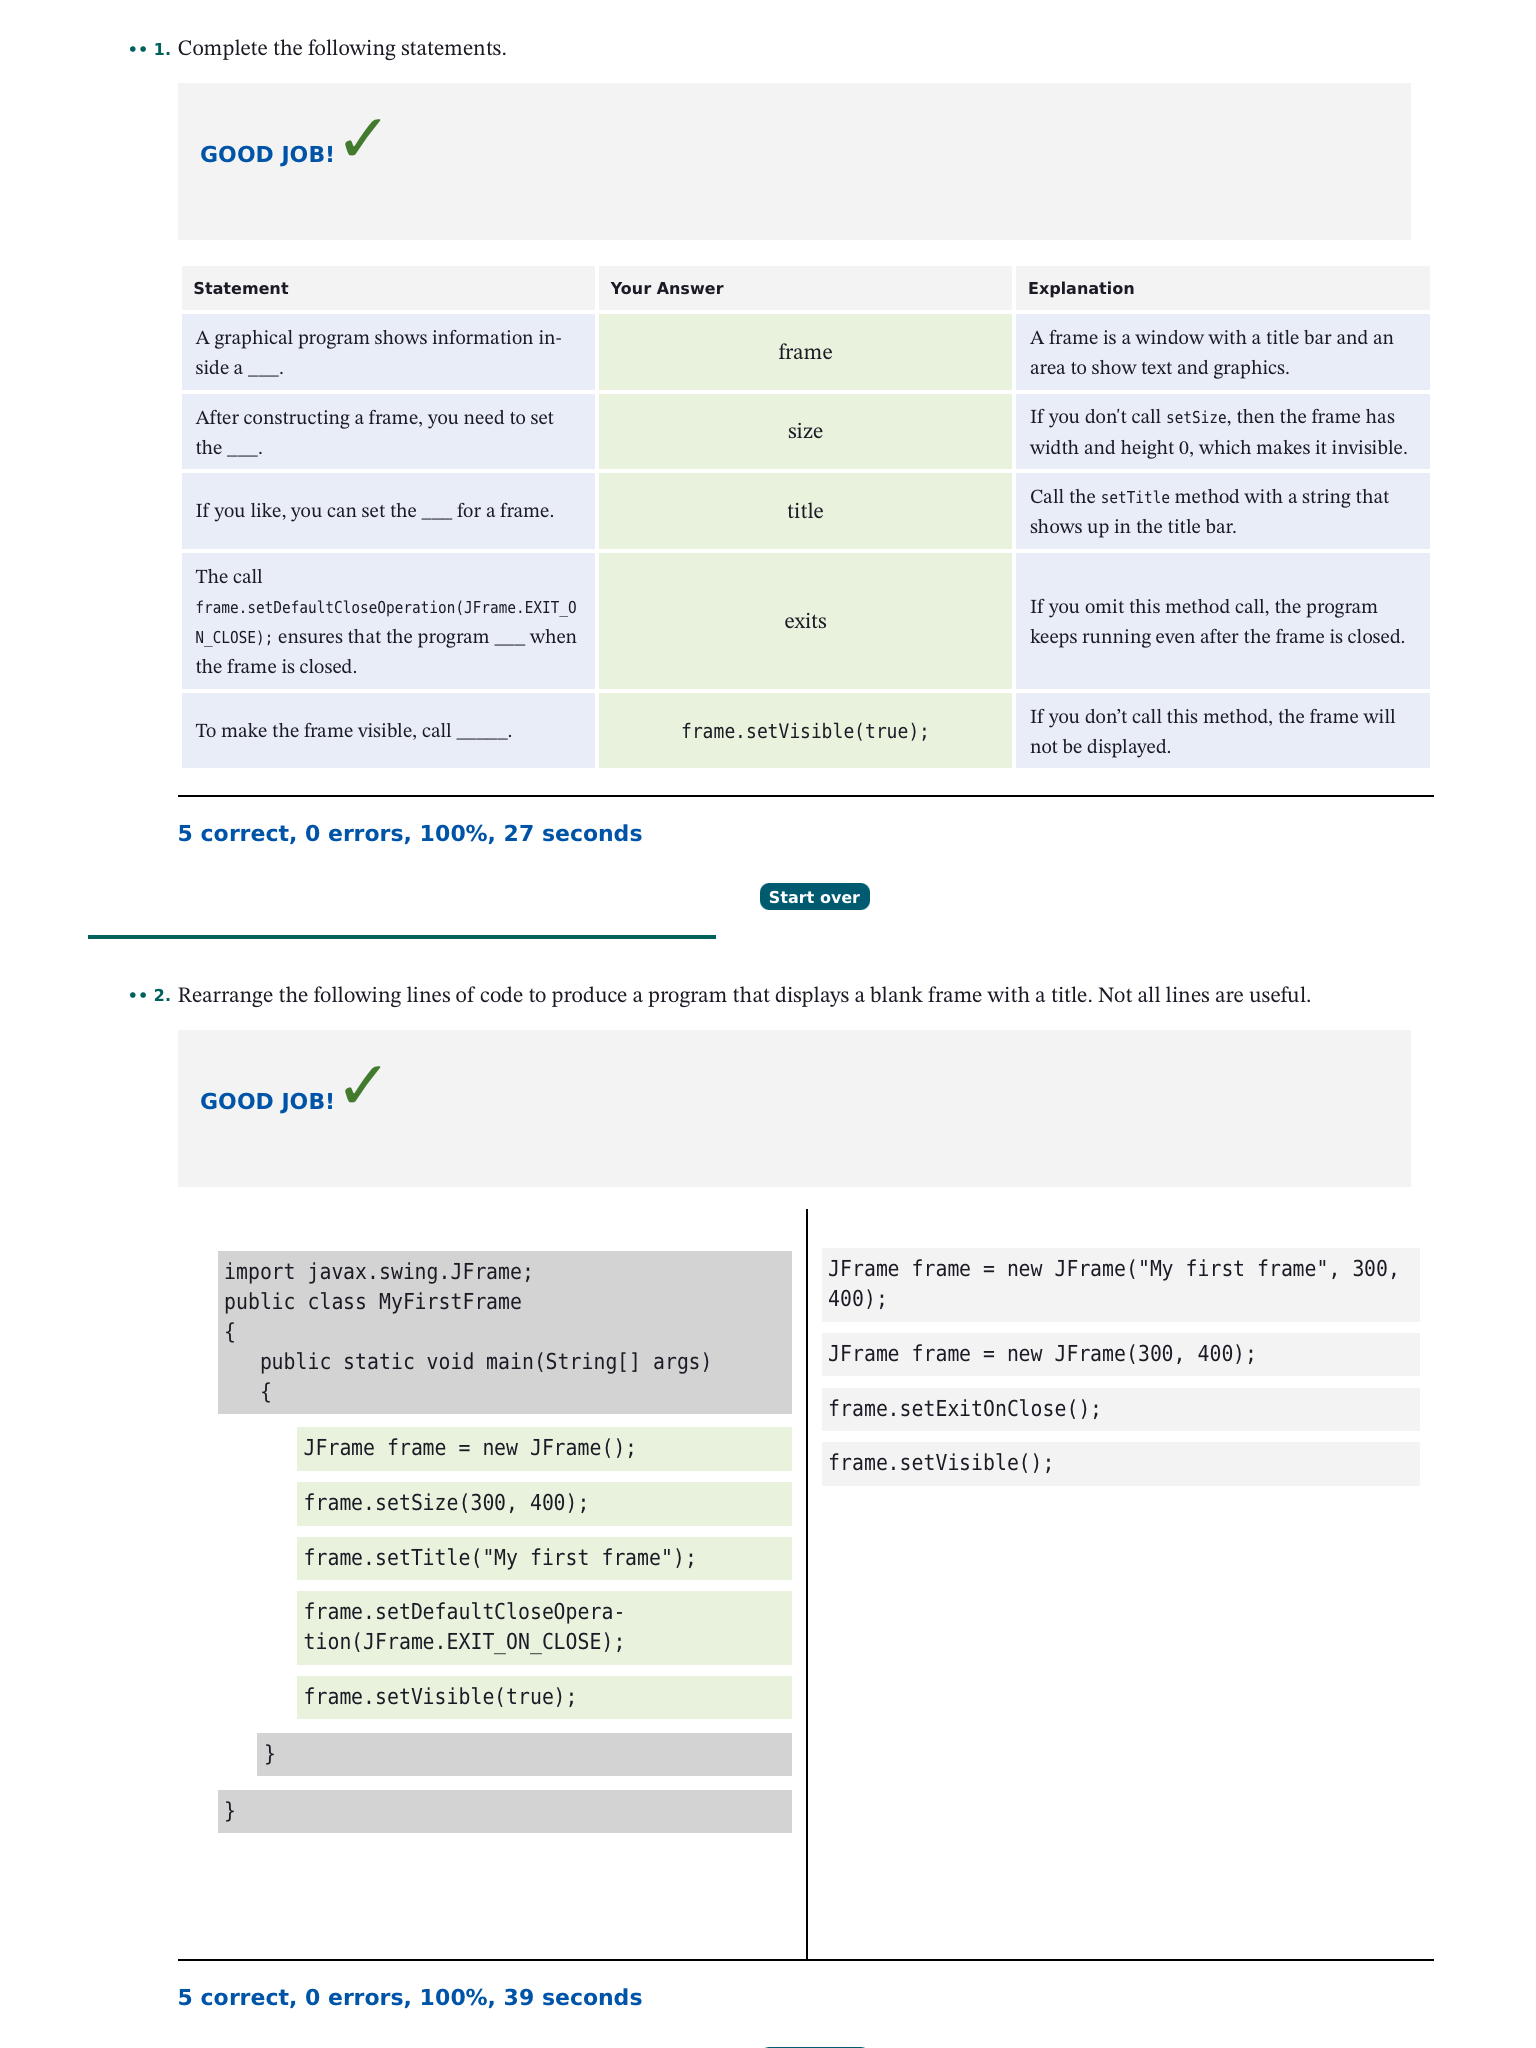 •• 1. Complete the following statements.
GOOD JOB! ✓
Statement
Your Answer
Explanation
A graphical program shows information in-
side a ___.
frame
A frame is a window with a title bar and an
area to show text and graphics.
After constructing a frame, you need to set
the ___.
size
If you don't call setSize, then the frame has
width and height 0, which makes it invisible.
If you like, you can set the ___ for a frame.
title
Call the setTitle method with a string that
shows up in the title bar.
The call
frame.setDefaultCloseOperation(JFrame.EXIT_O
N_CLOSE); ensures that the program ___ when
the frame is closed.
exits
If you omit this method call, the program
keeps running even after the frame is closed.
To make the frame visible, call _____.
frame.setVisible(true);
If you don’t call this method, the frame will
not be displayed.
5 correct, 0 errors, 100%, 27 seconds
Start over
•• 2. Rearrange the following lines of code to produce a program that displays a blank frame with a title. Not all lines are useful.
GOOD JOB! ✓
import javax.swing.JFrame;
public class MyFirstFrame
{
   public static void main(String[] args)
   {
JFrame frame = new JFrame();
frame.setSize(300, 400);
frame.setTitle("My first frame");
frame.setDefaultCloseOpera-
tion(JFrame.EXIT_ON_CLOSE);
frame.setVisible(true);
}
}
JFrame frame = new JFrame("My first frame", 300,
400);
JFrame frame = new JFrame(300, 400);
frame.setExitOnClose();
frame.setVisible();
5 correct, 0 errors, 100%, 39 seconds